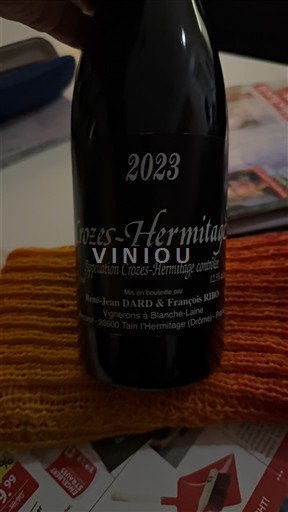 2023
Crozes-Hermitage
VINIOU
Appellation Crozes-Hermitage contrôlée
Mis en bouteille par
René-Jean DARD & François RIBO
Vignerons à Blanche-Laine
26600 Tain l'Hermitage (Drôme)